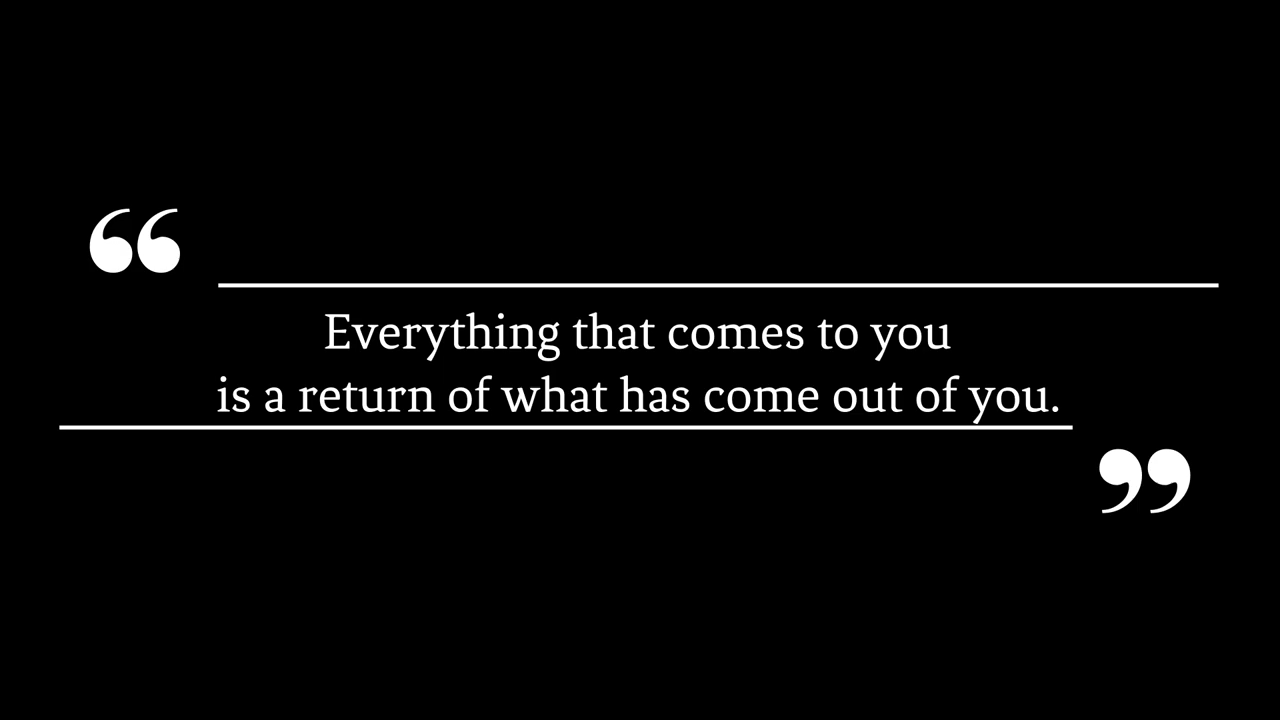 “
Everything that comes to you
is a return of what has come out of you.
”